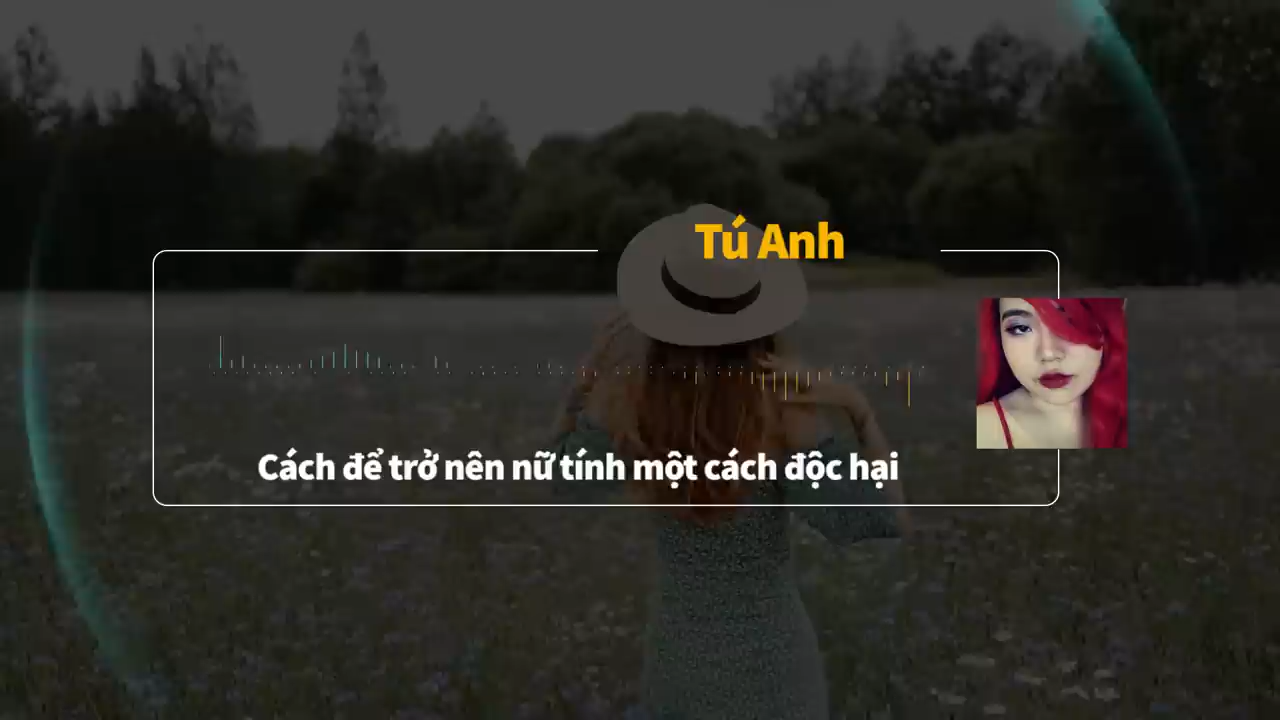 Tú Anh
Cách để trở nên nữ tính một cách độc hại